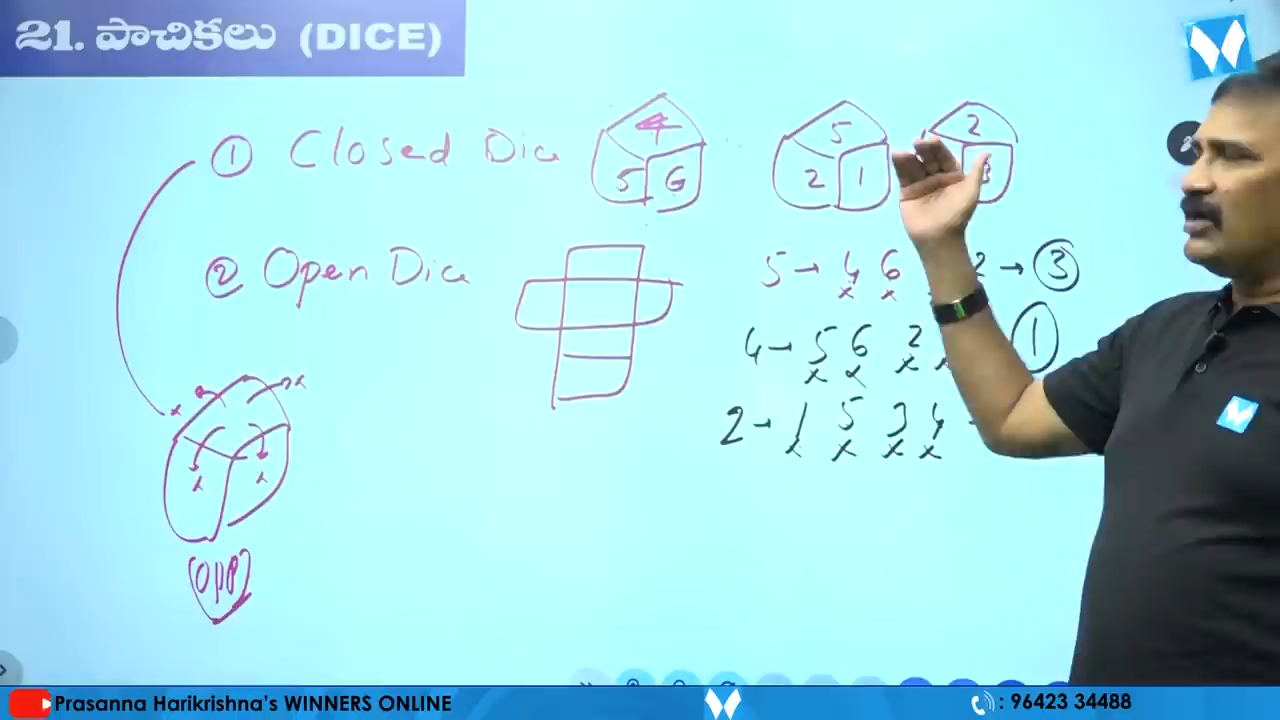 21. పాచికలు (DICE)
① Closed Dice
4
5 6
5
2 1
2
3
② Open Dice
5 → 4 6 2 → ③
x x
4 → 5 6 2 ①
x x x x
2 → 1 5 3 4
x x x x
x x
x x
(opp)
Prasanna Harikrishna's WINNERS ONLINE
: 96423 34488